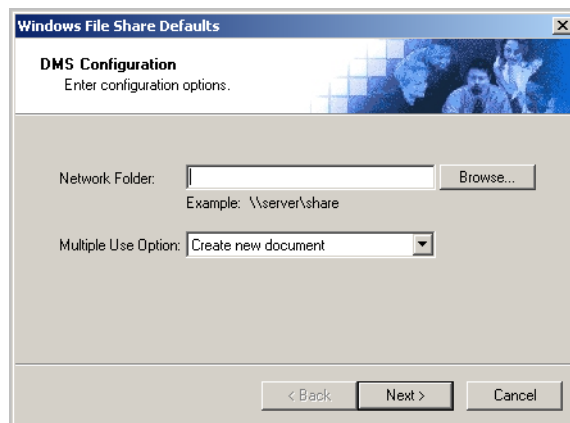 Windows File Share Defaults
DMS Configuration
Enter configuration options.
Network Folder:
Browse...
Example: \\server\share
Multiple Use Option: Create new document
< Back Next > Cancel